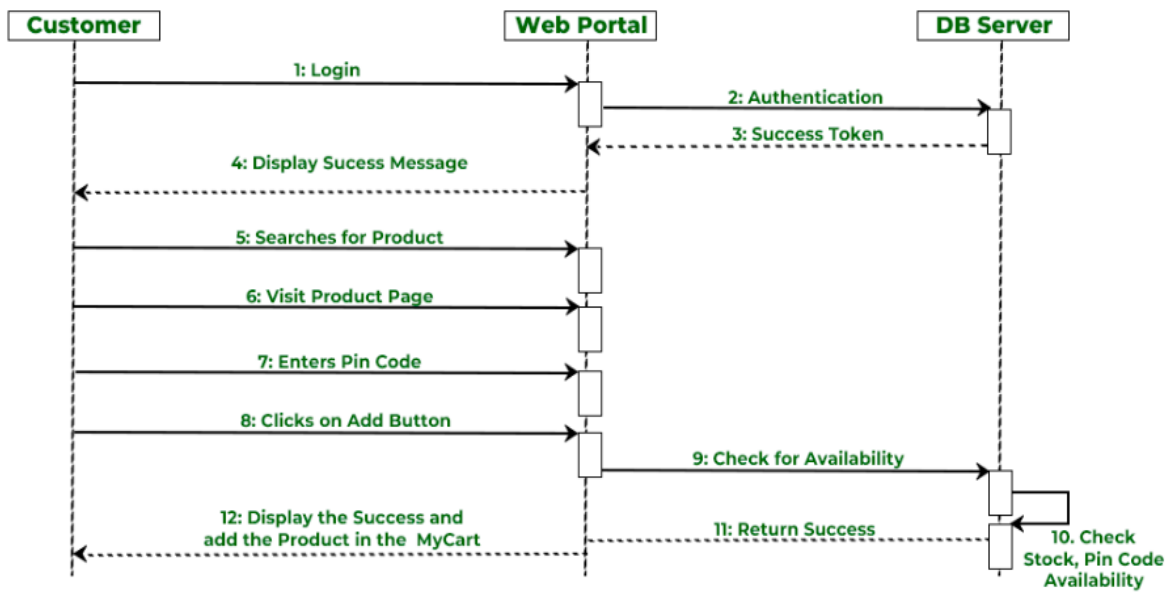 Customer
Web Portal
DB Server
1: Login
2: Authentication
3: Success Token
4: Display Sucess Message
5: Searches for Product
6: Visit Product Page
7: Enters Pin Code
8: Clicks on Add Button
9: Check for Availability
10. Check
Stock, Pin Code
Availability
11: Return Success
12: Display the Success and
add the Product in the MyCart